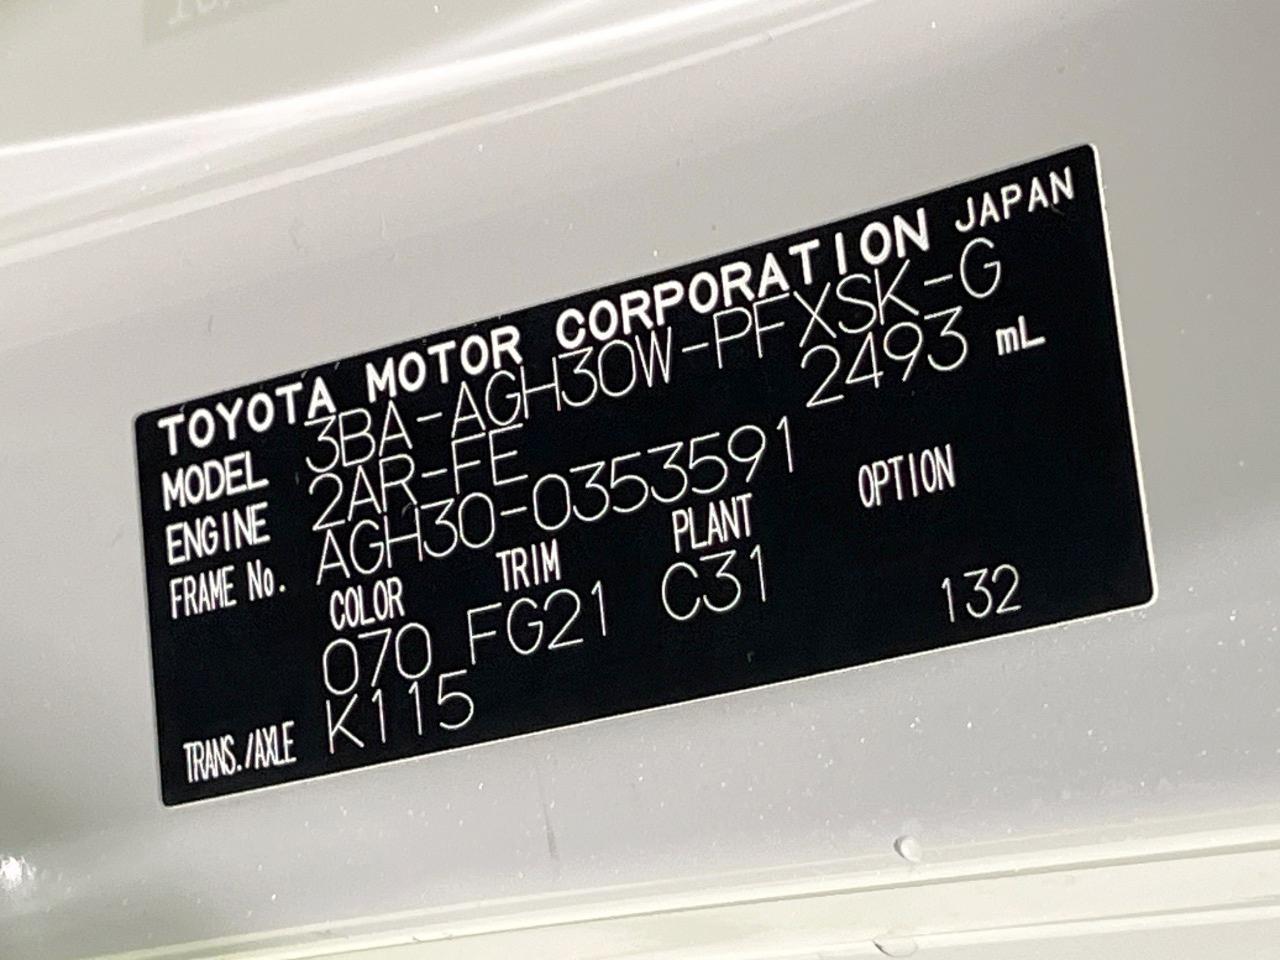 TOYOTA MOTOR CORPORATION JAPAN
MODEL 3BA-AGH30W-PFXSK-G
ENGINE 2AR-FE 2493 mL
FRAME No. AGH30-0353591
COLOR TRIM PLANT OPTION
070 FG21 C31 132
TRANS./AXLE K115